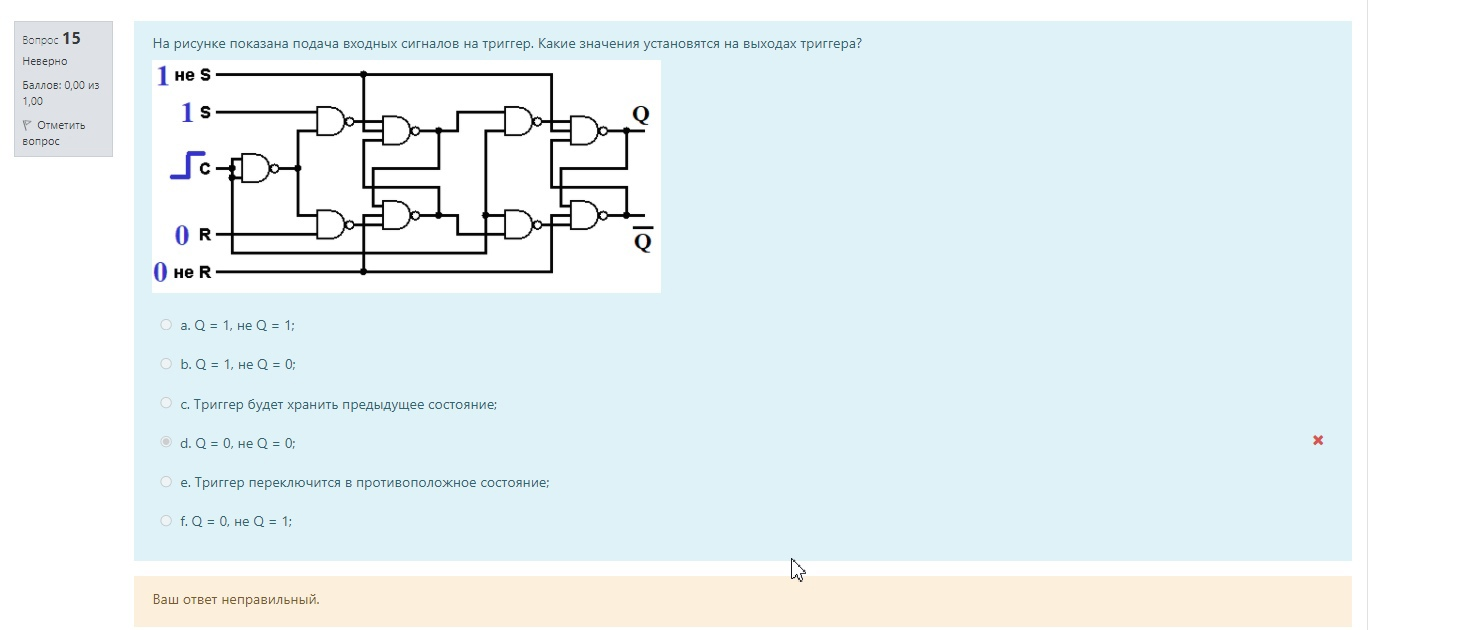 Вопрос 15
Неверно
Баллов: 0,00 из
1,00
Отметить
вопрос
На рисунке показана подача входных сигналов на триггер. Какие значения установятся на выходах триггера?
1 не S
1 S
C
0 R
0 не R
Q
Q
a. Q = 1, не Q = 1;
b. Q = 1, не Q = 0;
c. Триггер будет хранить предыдущее состояние;
d. Q = 0, не Q = 0;
e. Триггер переключится в противоположное состояние;
f. Q = 0, не Q = 1;
Ваш ответ неправильный.